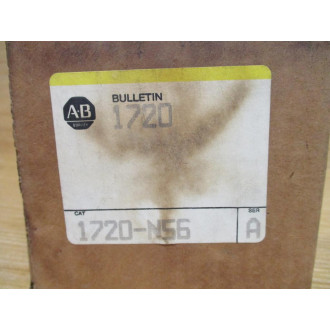 A-B
BULLETIN
1720
CAT
SER
1720-N56
A